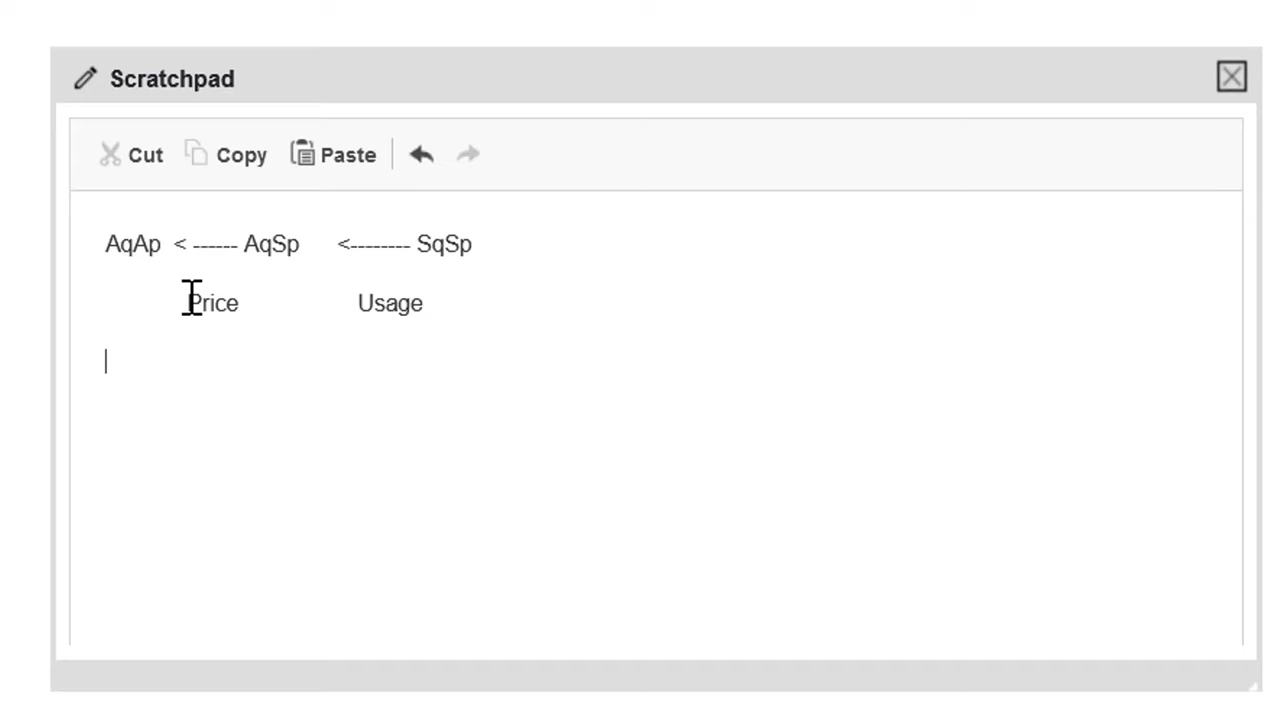 Scratchpad
Cut Copy Paste
AqAp < ------ AqSp <-------- SqSp
Price Usage